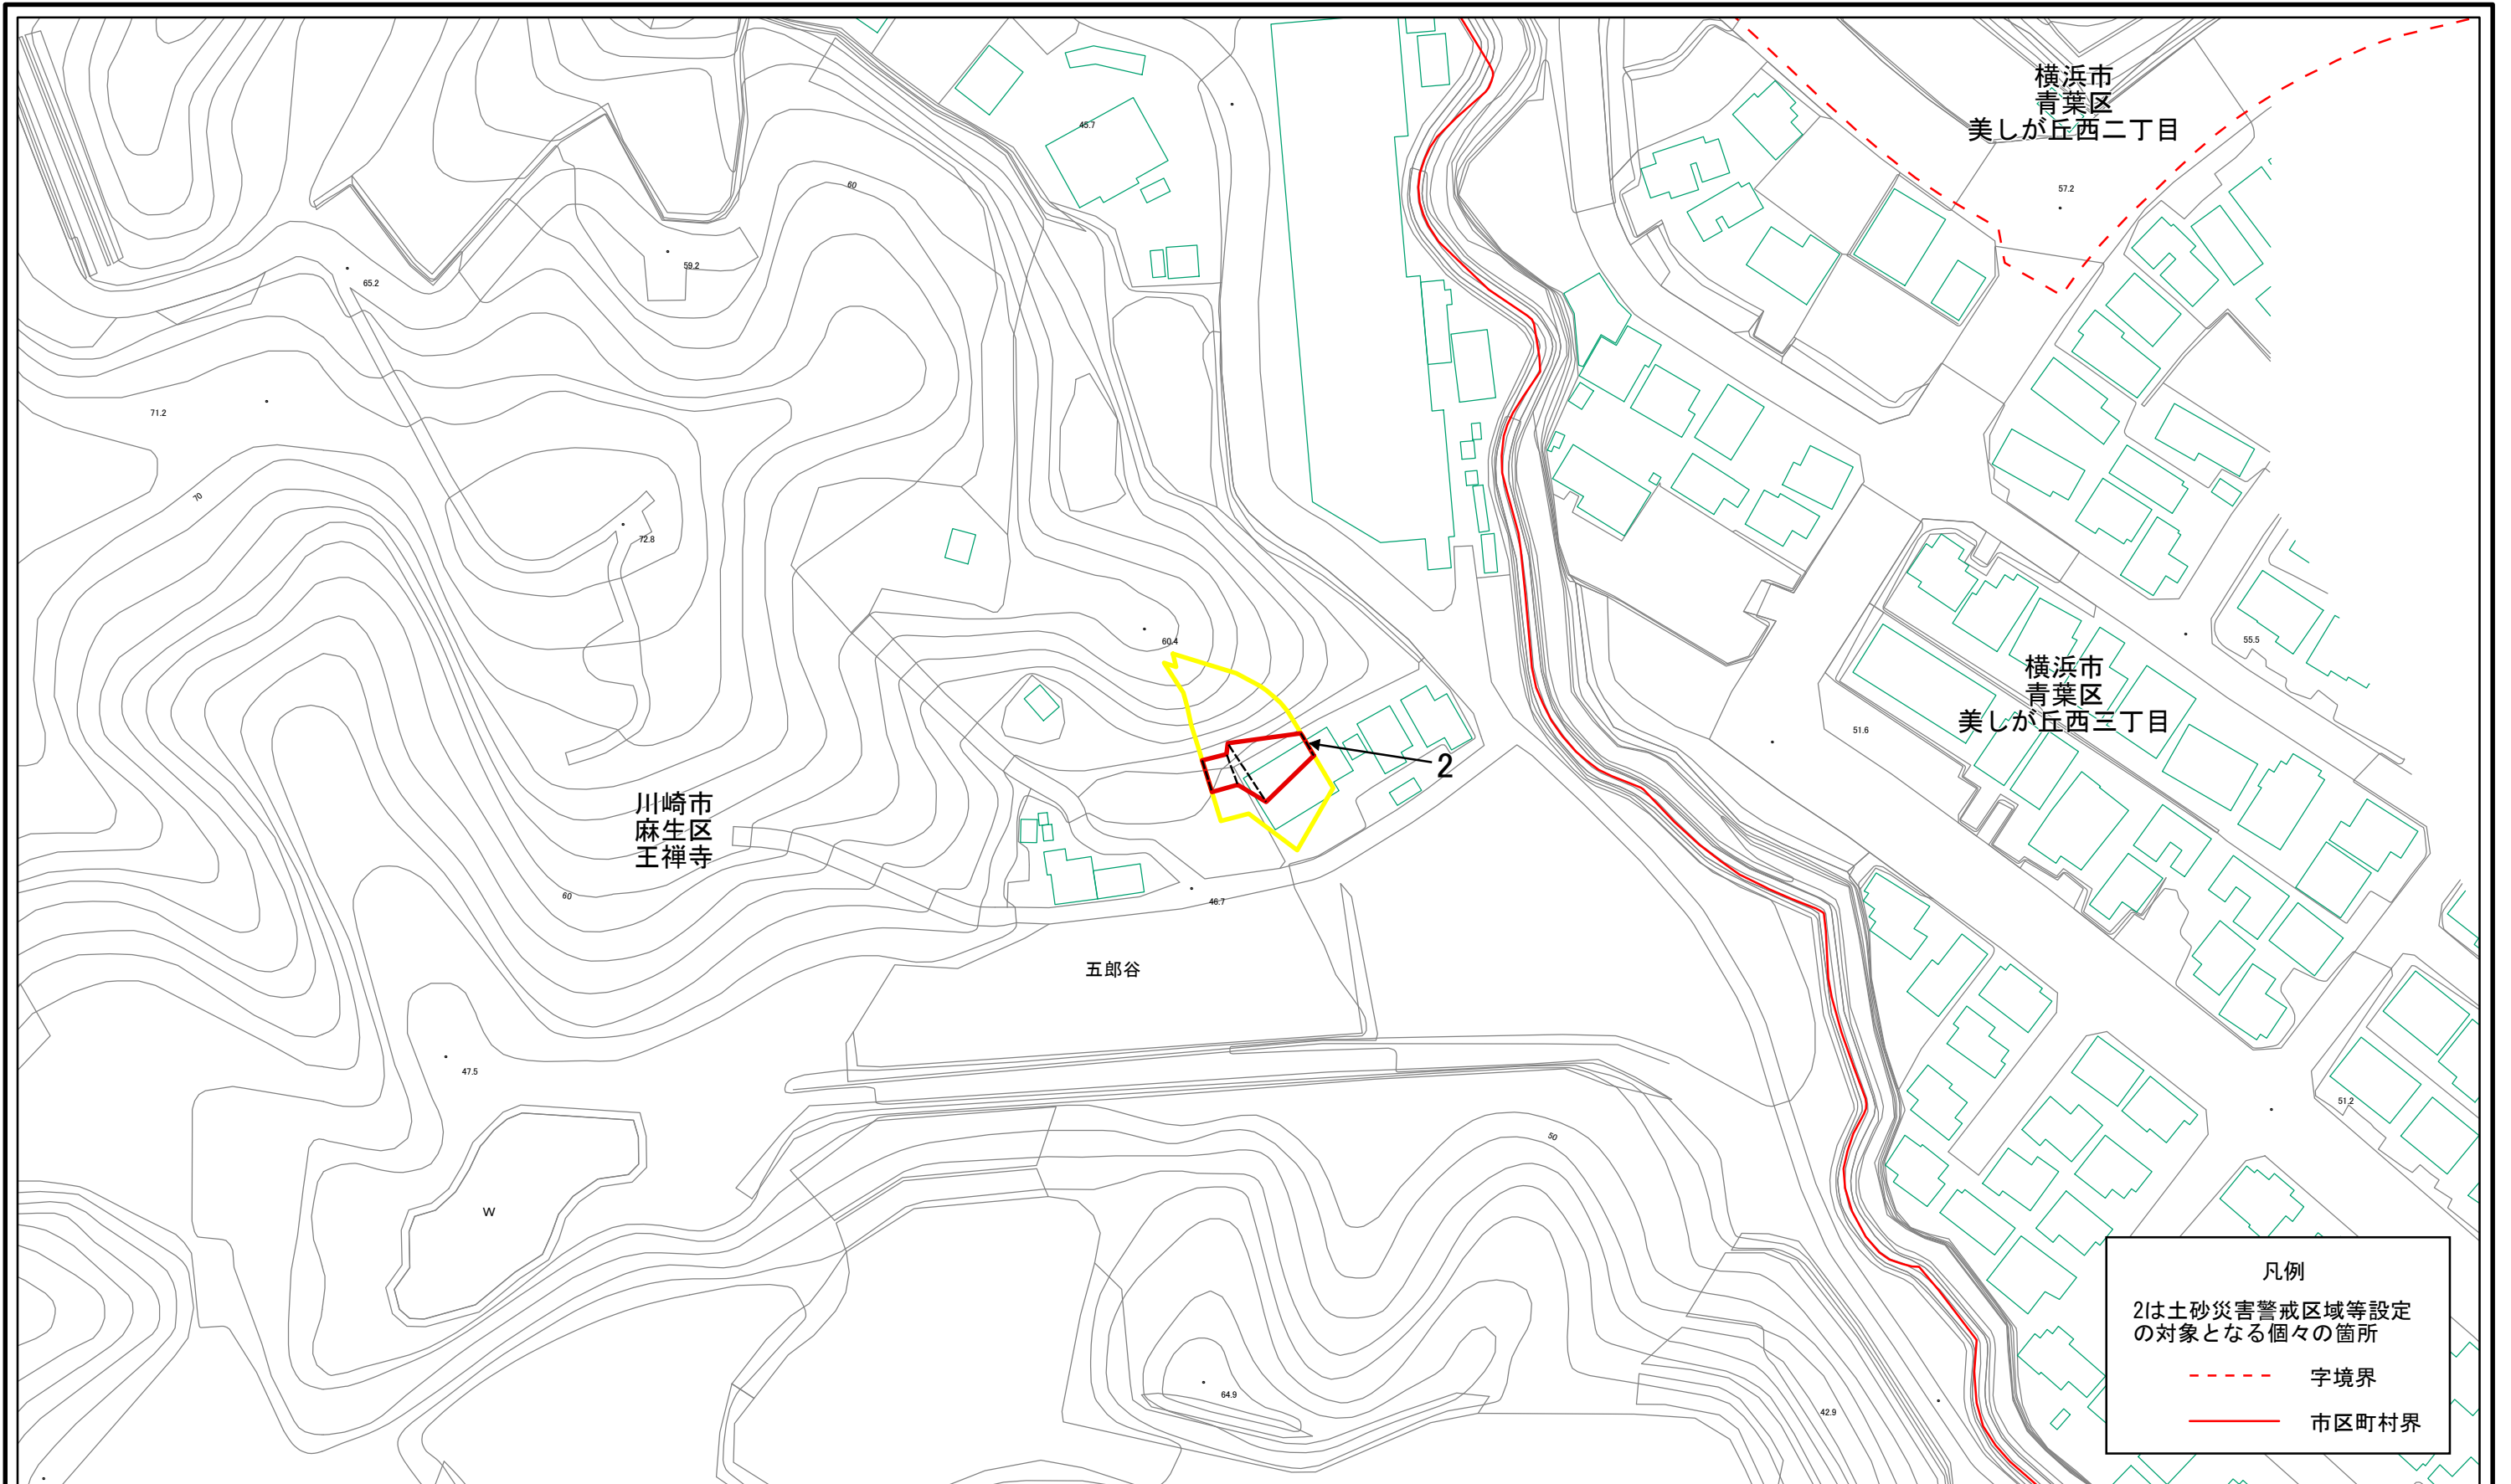 横浜市
青葉区
美しが丘西二丁目
45.7
60
57.2
59.2
65.2
71.2
70
72.8
60.4
55.5
横浜市
青葉区
美しが丘西三丁目
51.6
2
川崎市
麻生区
王禅寺
60
46.7
五郎谷
47.5
51.2
50
W
64.9
42.9
凡例
2は土砂災害警戒区域等設定
の対象となる個々の箇所
字境界
市区町村界